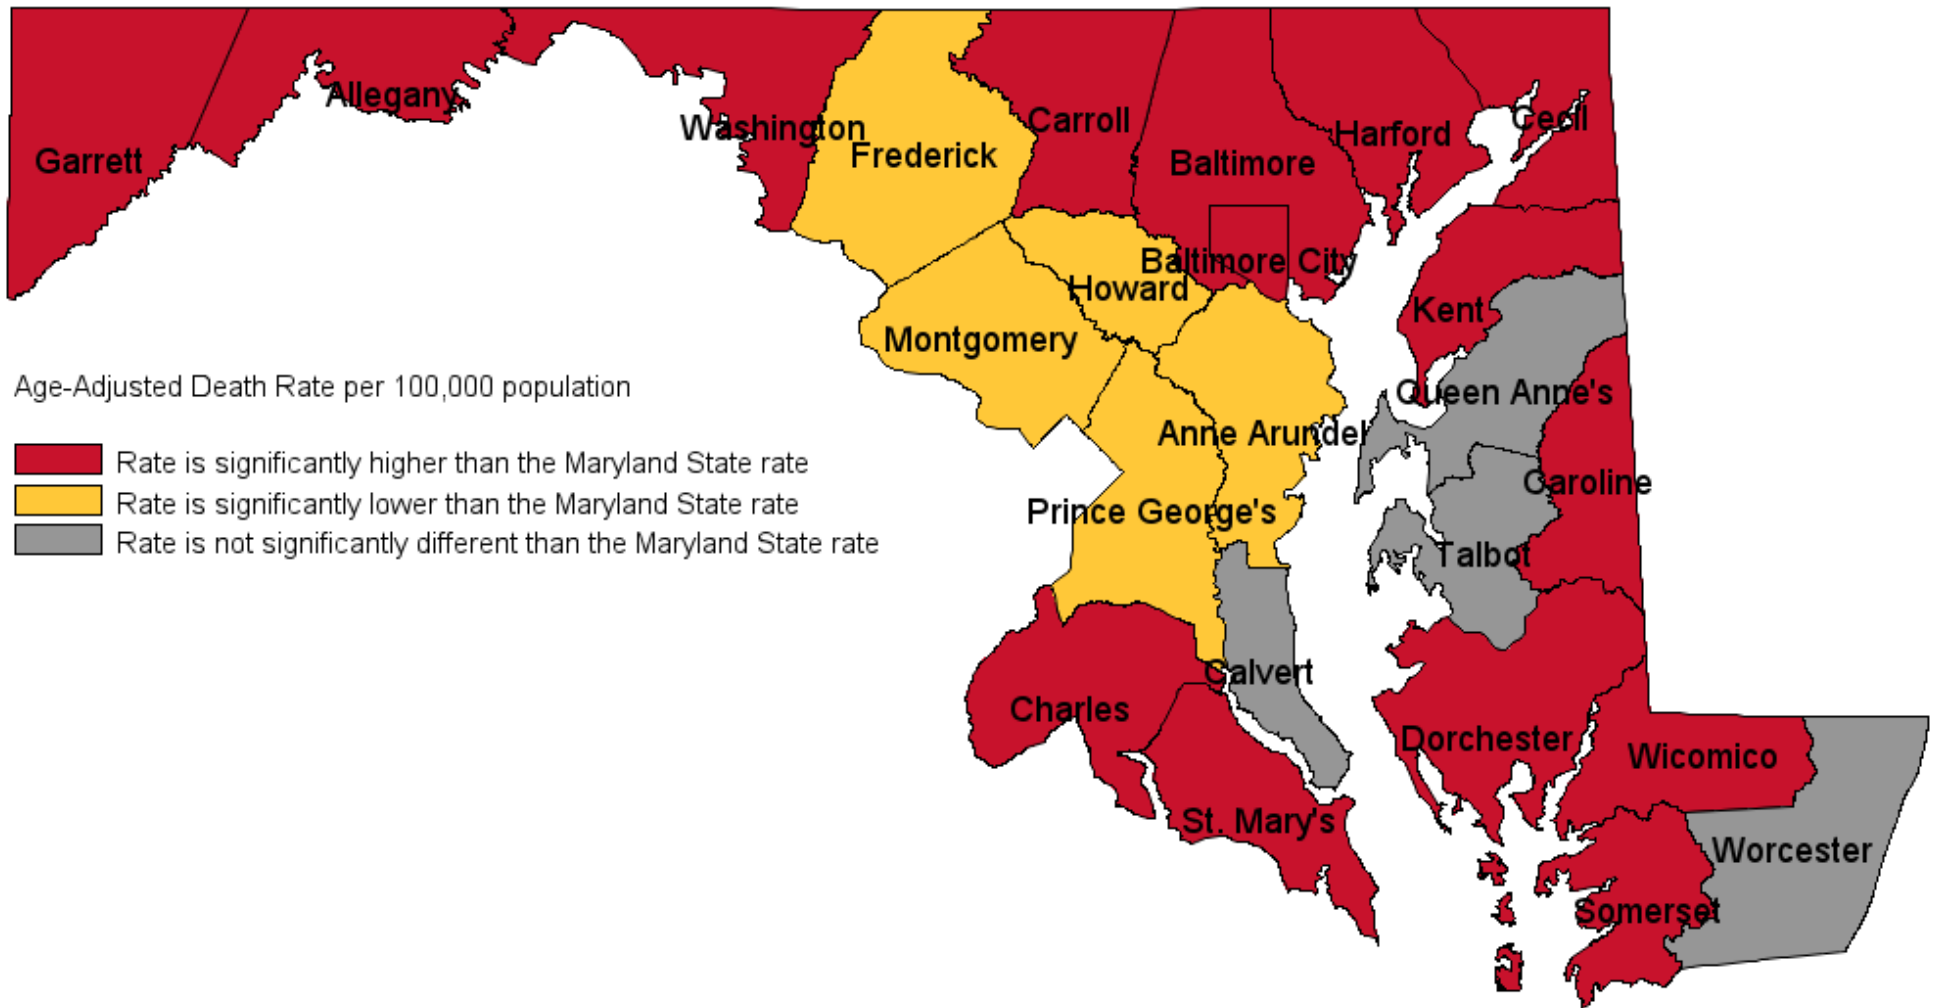 Allegany
Garrett
Washington
Frederick
Carroll
Baltimore
Harford
Cecil
Baltimore City
Howard
Montgomery
Kent
Queen Anne's
Anne Arundel
Caroline
Prince George's
Talbot
Calvert
Charles
Dorchester
Wicomico
St. Mary's
Worcester
Somerset
Age-Adjusted Death Rate per 100,000 population
Rate is significantly higher than the Maryland State rate
Rate is significantly lower than the Maryland State rate
Rate is not significantly different than the Maryland State rate